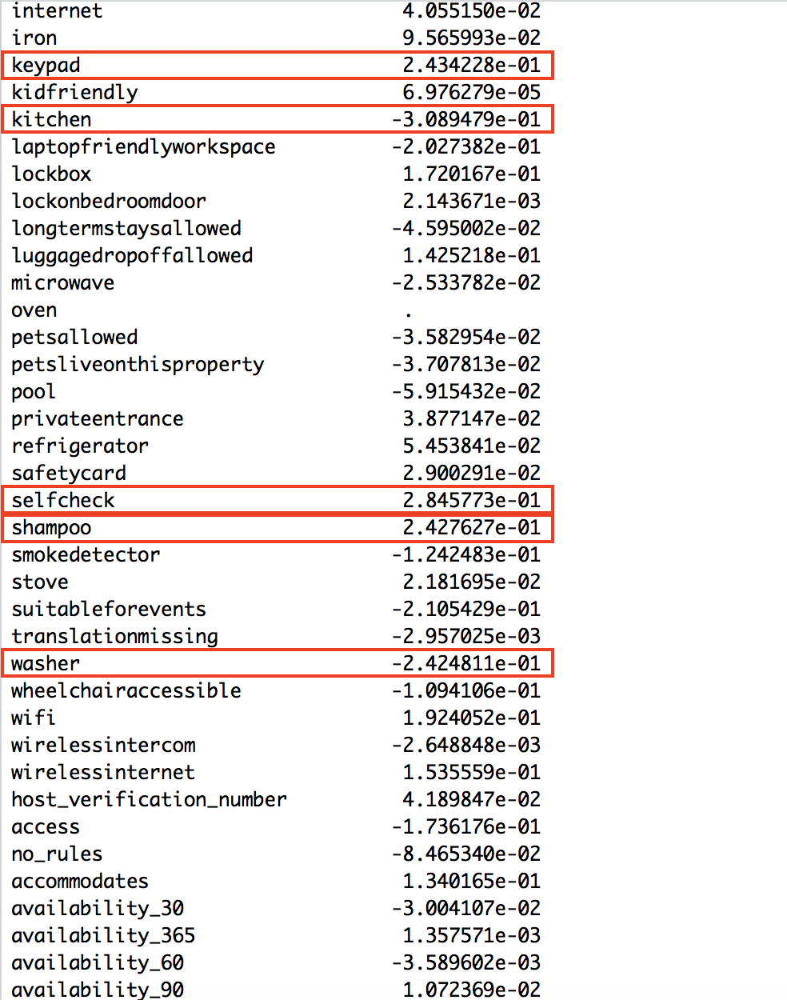 internet 4.055150e-02
iron 9.565993e-02
keypad 2.434228e-01
kidfriendly 6.976279e-05
kitchen -3.089479e-01
laptopfriendlyworkspace -2.027382e-01
lockbox 1.720167e-01
lockonbedroomdoor 2.143671e-03
longtermstaysallowed -4.595002e-02
luggagedropoffallowed 1.425218e-01
microwave -2.533782e-02
oven .
petsallowed -3.582954e-02
petsliveonthisproperty -3.707813e-02
pool -5.915432e-02
privateentrance 3.877147e-02
refrigerator 5.453841e-02
safetycard 2.900291e-02
selfcheck 2.845773e-01
shampoo 2.427627e-01
smokedetector -1.242483e-01
stove 2.181695e-02
suitableforevents -2.105429e-01
translationmissing -2.957025e-03
washer -2.424811e-01
wheelchairaccessible -1.094106e-01
wifi 1.924052e-01
wirelessintercom -2.648848e-03
wirelessinternet 1.535559e-01
host_verification_number 4.189847e-02
access -1.736176e-01
no_rules -8.465340e-02
accommodates 1.340165e-01
availability_30 -3.004107e-02
availability_365 1.357571e-03
availability_60 -3.589602e-03
availability_90 1.072369e-02